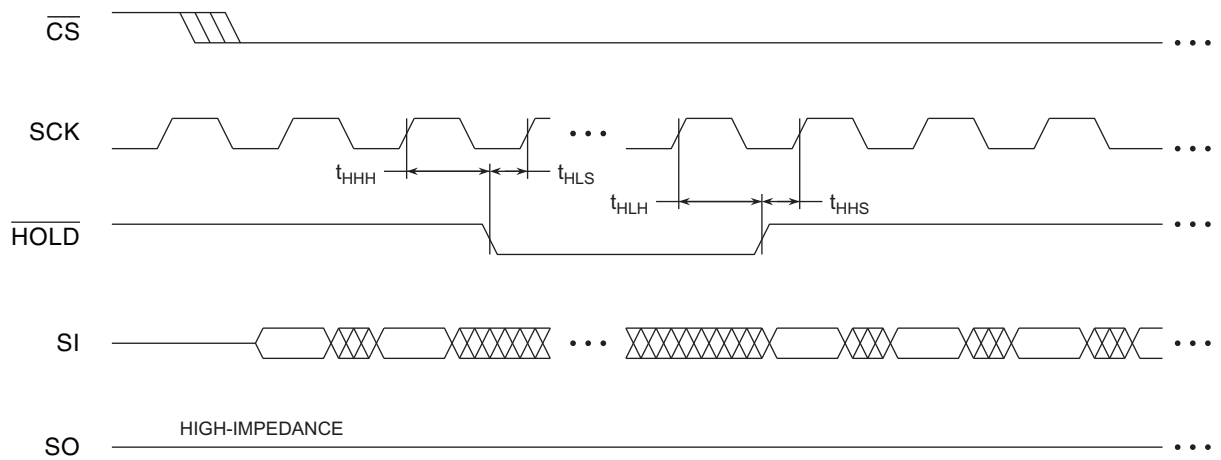 CS
SCK
tHHH
tHLS
tHLH
tHHS
HOLD
SI
HIGH-IMPEDANCE
SO